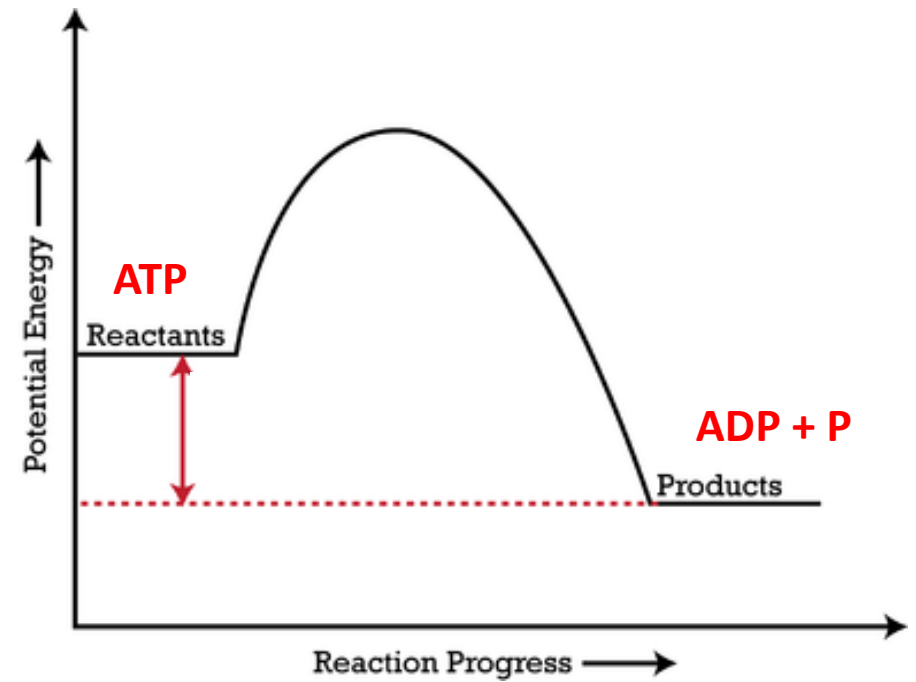 Potential Energy
ATP
Reactants
ADP + P
Products
Reaction Progress